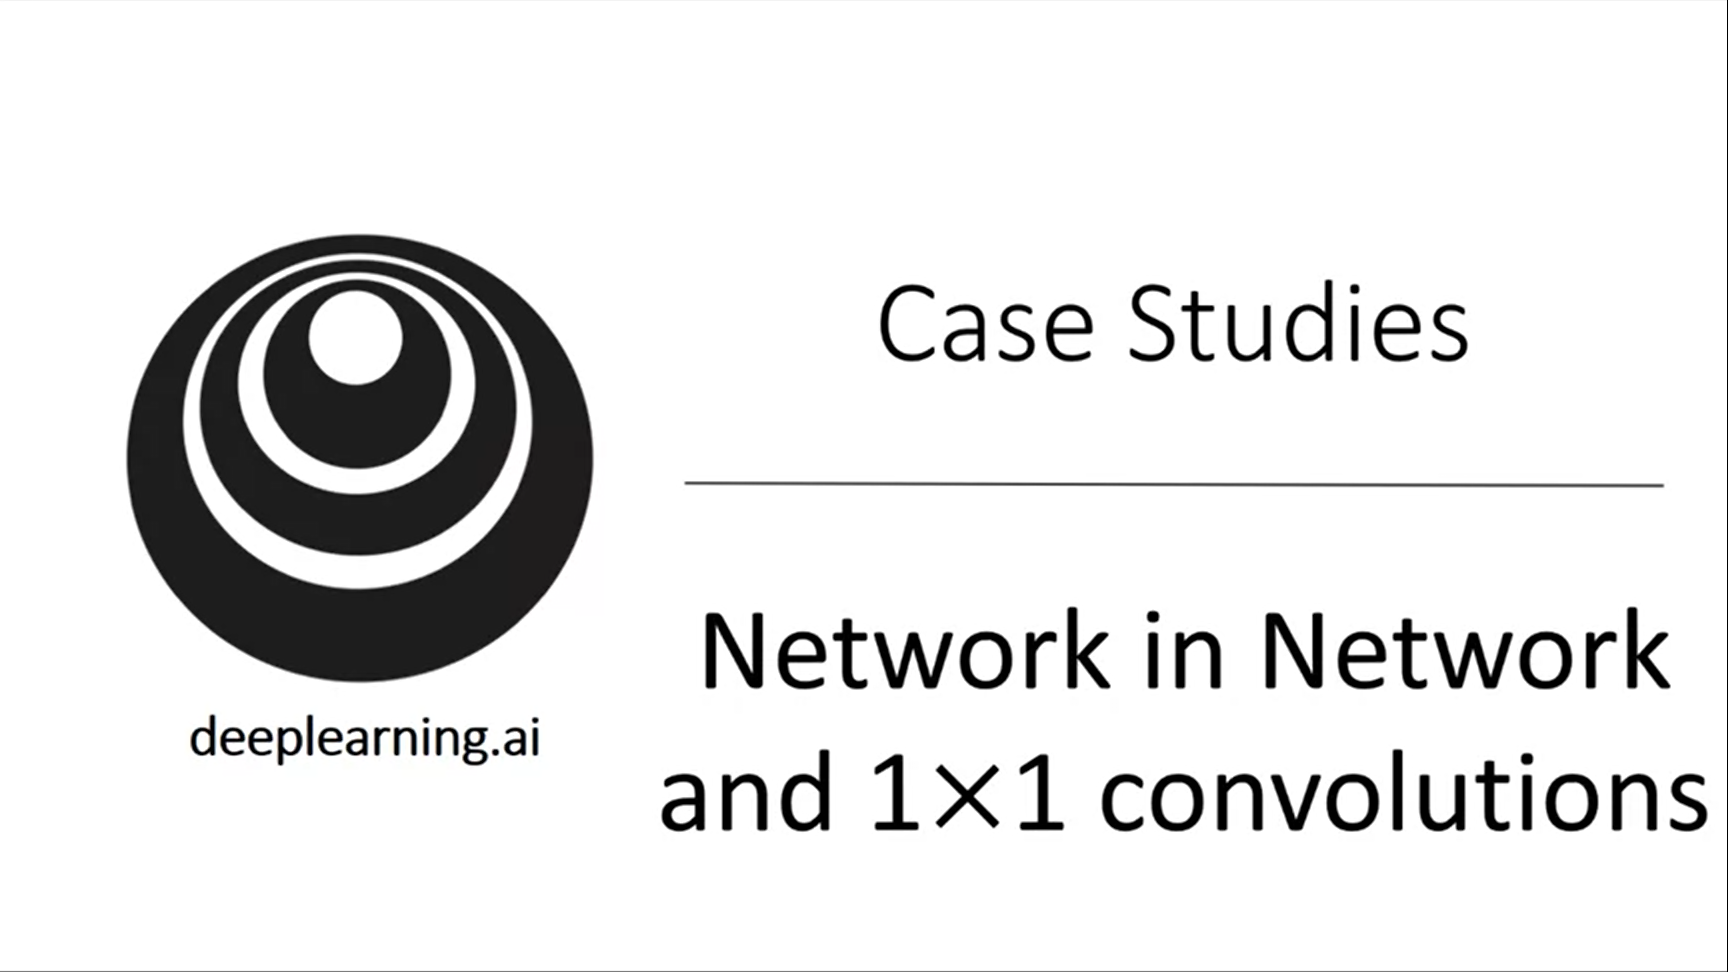 Case Studies
Network in Network
and 1×1 convolutions
deeplearning.ai